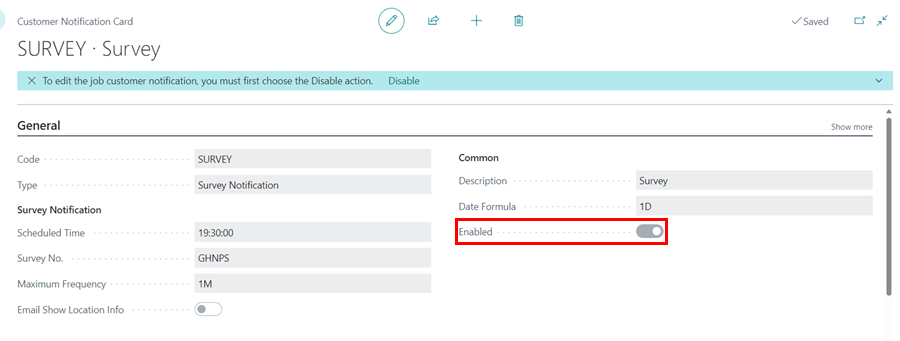 Customer Notification Card
Saved
SURVEY · Survey
To edit the job customer notification, you must first choose the Disable action. Disable
General
Show more
Code SURVEY
Type Survey Notification
Survey Notification
Scheduled Time 19:30:00
Survey No. GHNPS
Maximum Frequency 1M
Email Show Location Info
Common
Description Survey
Date Formula 1D
Enabled